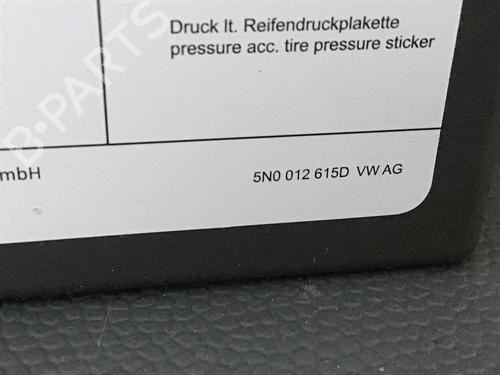 Druck lt. Reifendruckplakette
pressure acc. tire pressure sticker
mbH
5N0 012 615D VW AG
B-PARTS